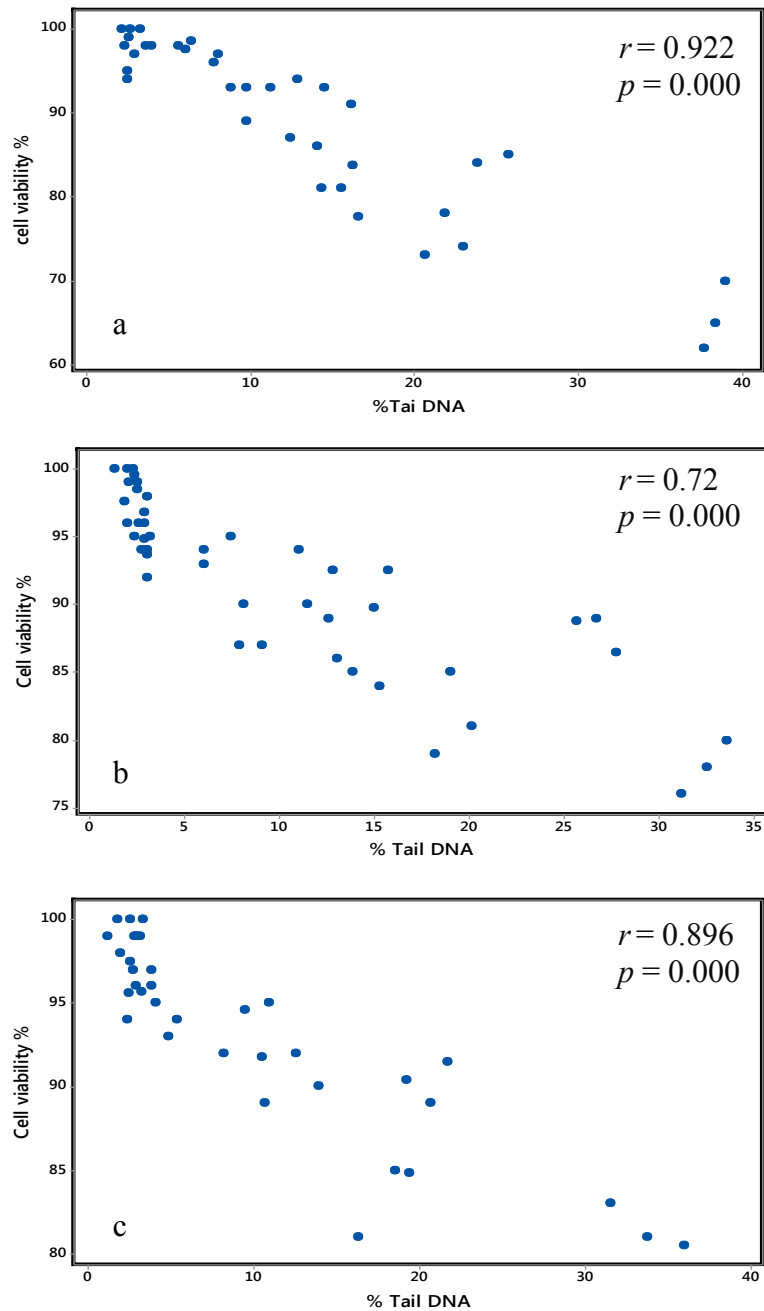 100
90
80
70
60
cell viability %
r = 0.922
p = 0.000
a
0 10 20 30 40
%Tai DNA
100
95
90
85
80
75
Cell viability %
r = 0.72
p = 0.000
b
0 5 10 15 20 25 30 35
% Tail DNA
100
95
90
85
80
Cell viability %
r = 0.896
p = 0.000
c
0 10 20 30 40
% Tail DNA